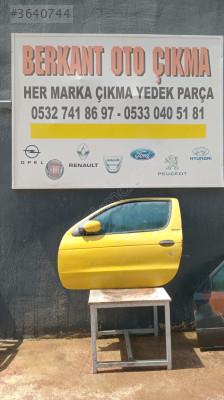 #3640744
BERKANT OTO ÇIKMA
HER MARKA ÇIKMA YEDEK PARÇA
0532 741 86 97 - 0533 040 51 81
OPEL
FIAT
RENAULT
Ford
PEUGEOT
HYUNDAI